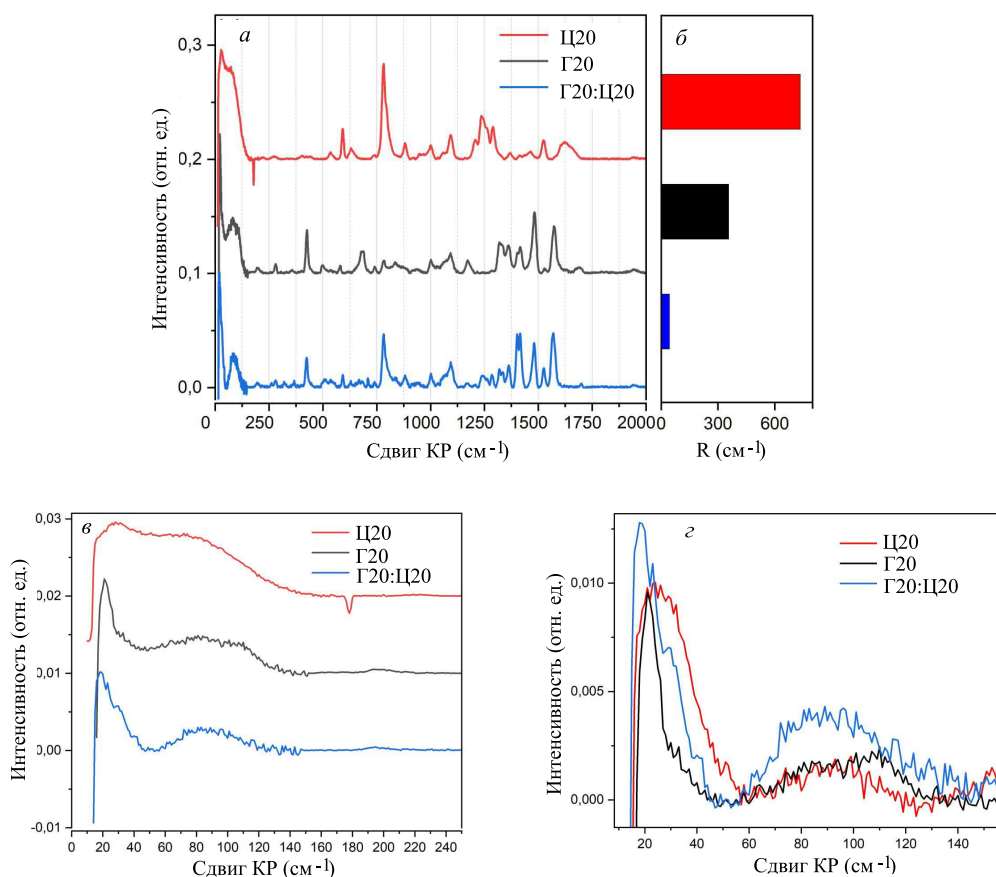 а
Ц20
Г20
Г20:Ц20
0,3
0,2
0,1
0,0
Интенсивность (отн. ед.)
0 250 500 750 1000 1250 1500 1750 2000
Сдвиг КР (см-1)
б
0 300 600
R (см-1)
в
Ц20
Г20
Г20:Ц20
0,03
0,02
0,01
0,00
-0,01
Интенсивность (отн. ед.)
0 20 40 60 80 100 120 140 160 180 200 220 240
Сдвиг КР (см-1)
г
Ц20
Г20
Г20:Ц20
0,010
0,005
0,000
Интенсивность (отн. ед.)
20 40 60 80 100 120 140
Сдвиг КР (см-1)